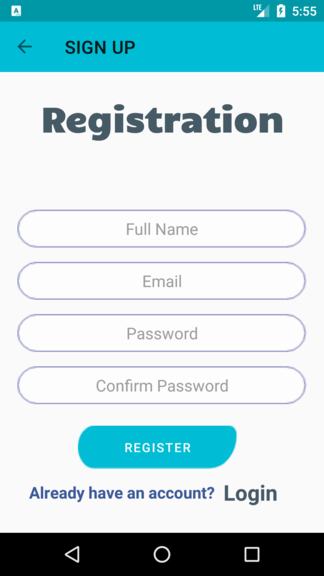 LTE 5:55
SIGN UP
Registration
Full Name
Email
Password
Confirm Password
REGISTER
Already have an account? Login